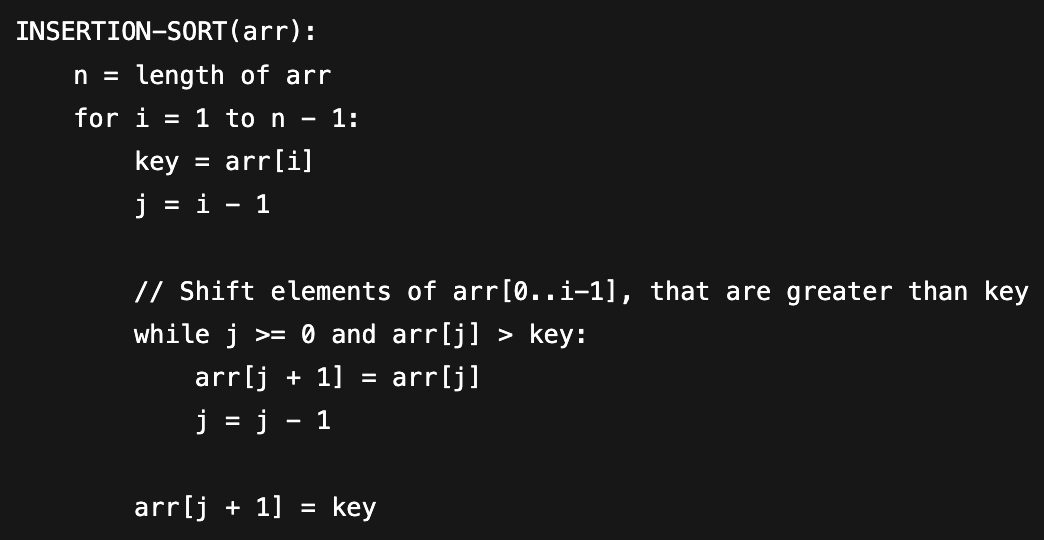 INSERTION-SORT(arr):
    n = length of arr
    for i = 1 to n - 1:
        key = arr[i]
        j = i - 1

        // Shift elements of arr[0..i-1], that are greater than key
        while j >= 0 and arr[j] > key:
            arr[j + 1] = arr[j]
            j = j - 1

        arr[j + 1] = key